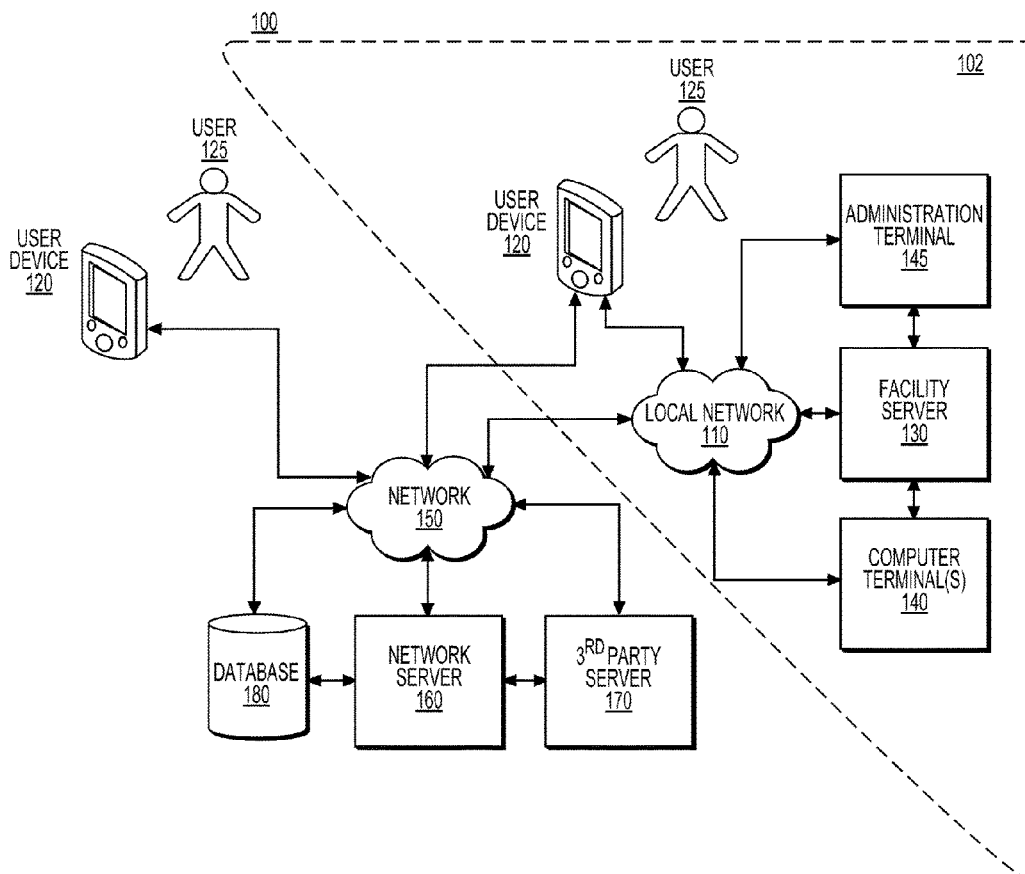 100
102
USER
125
USER
125
USER
DEVICE
120
USER
DEVICE
120
ADMINISTRATION
TERMINAL
145
LOCAL NETWORK
110
FACILITY
SERVER
130
NETWORK
150
COMPUTER
TERMINAL(S)
140
DATABASE
180
NETWORK
SERVER
160
3RD PARTY
SERVER
170